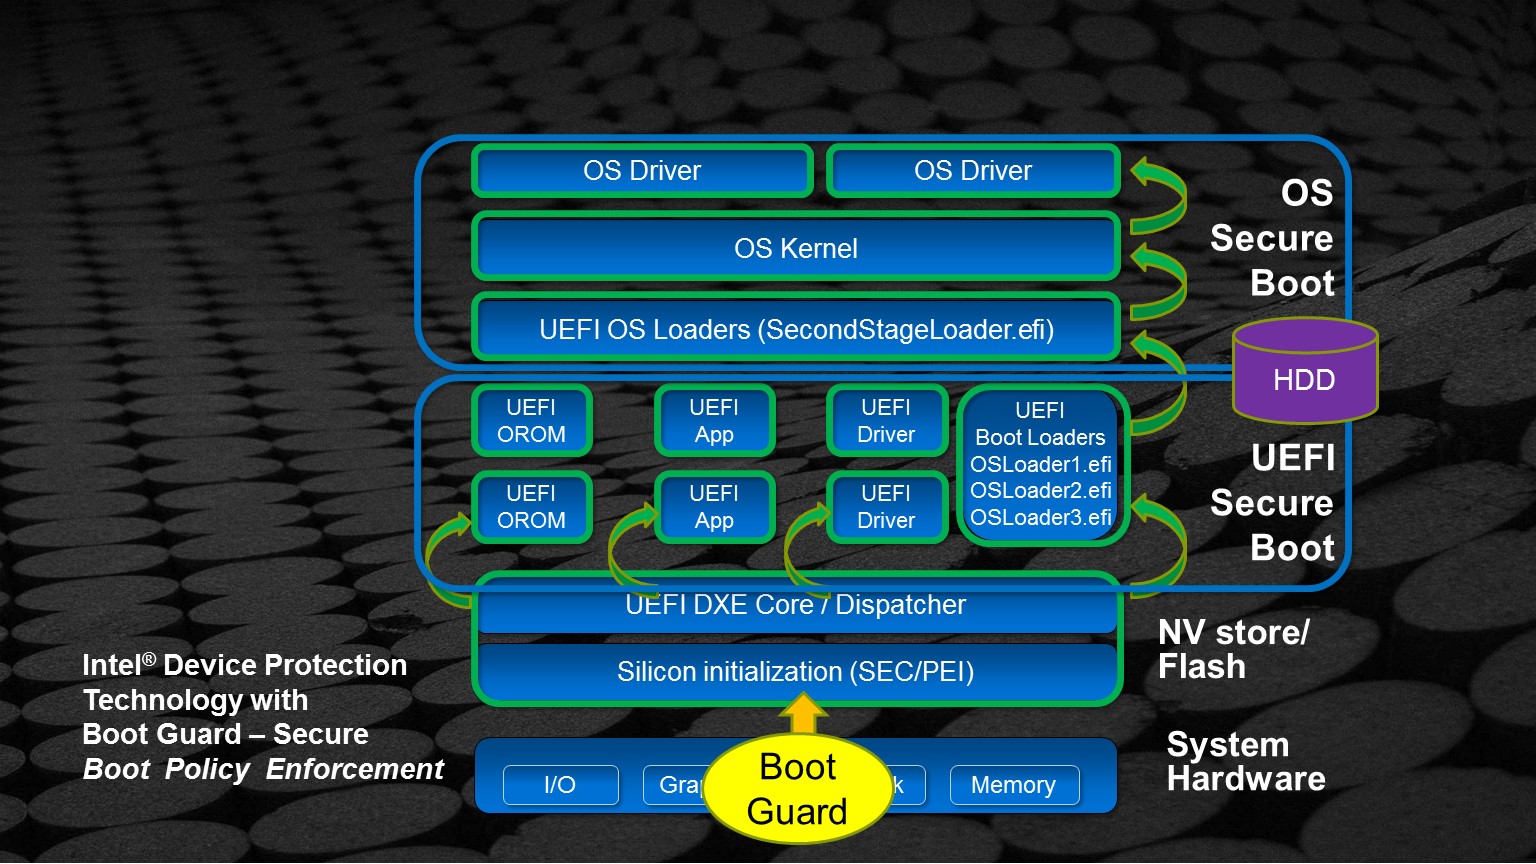 OS Driver
OS Driver
OS Kernel
UEFI OS Loaders (SecondStageLoader.efi)
OS
Secure
Boot
HDD
UEFI
OROM
UEFI
App
UEFI
Driver
UEFI
Boot Loaders
OSLoader1.efi
OSLoader2.efi
OSLoader3.efi
UEFI
OROM
UEFI
App
UEFI
Driver
UEFI
Secure
Boot
UEFI DXE Core / Dispatcher
Silicon initialization (SEC/PEI)
NV store/
Flash
Intel® Device Protection
Technology with
Boot Guard – Secure
Boot Policy Enforcement
System
Hardware
I/O
Boot
Guard
Memory